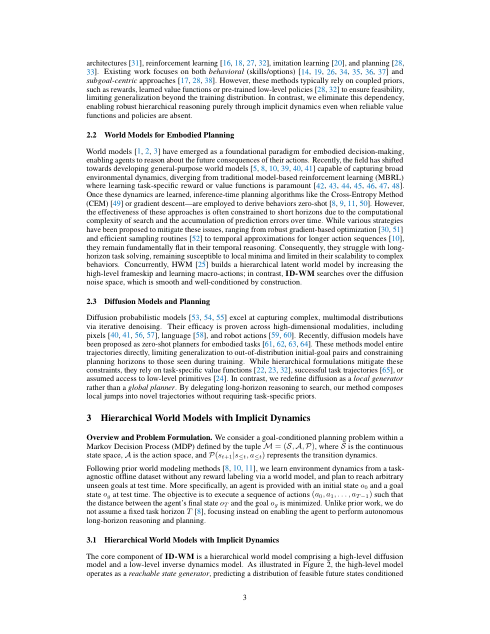 architectures [31], reinforcement learning [16, 18, 27, 32], imitation learning [20], and planning [28,
33]. Existing work focuses on both behavioral (skills/options) [14, 19, 26, 34, 35, 36, 37] and
subgoal-centric approaches [17, 28, 38]. However, these methods typically rely on coupled priors,
such as rewards, learned value functions or pre-trained low-level policies [28, 32] to ensure feasibility,
limiting generalization beyond the training distribution. In contrast, we eliminate this dependency,
enabling robust hierarchical reasoning purely through implicit dynamics even when reliable value
functions and policies are absent.
2.2 World Models for Embodied Planning
World models [1, 2, 3] have emerged as a foundational paradigm for embodied decision-making,
enabling agents to reason about the future consequences of their actions. Recently, the field has shifted
towards developing general-purpose world models [5, 8, 10, 39, 40, 41] capable of capturing broad
environmental dynamics, diverging from traditional model-based reinforcement learning (MBRL)
where learning task-specific reward or value functions is paramount [42, 43, 44, 45, 46, 47, 48].
Once these dynamics are learned, inference-time planning algorithms like the Cross-Entropy Method
(CEM) [49] or gradient descent—are employed to derive behaviors zero-shot [8, 9, 11, 50]. However,
the effectiveness of these approaches is often constrained to short horizons due to the computational
complexity of search and the accumulation of prediction errors over time. While various strategies
have been proposed to mitigate these issues, ranging from robust gradient-based optimization [30, 51]
and efficient sampling routines [52] to temporal approximations for longer action sequences [10],
they remain fundamentally flat in their temporal reasoning. Consequently, they struggle with long-
horizon task solving, remaining susceptible to local minima and limited in their scalability to complex
behaviors. Concurrently, HWM [25] builds a hierarchical latent world model by increasing the
high-level frameskip and learning macro-actions; in contrast, ID-WM searches over the diffusion
noise space, which is smooth and well-conditioned by construction.
2.3 Diffusion Models and Planning
Diffusion probabilistic models [53, 54, 55] excel at capturing complex, multimodal distributions
via iterative denoising. Their efficacy is proven across high-dimensional modalities, including
pixels [40, 41, 56, 57], language [58], and robot actions [59, 60]. Recently, diffusion models have
been proposed as zero-shot planners for embodied tasks [61, 62, 63, 64]. These methods model entire
trajectories directly, limiting generalization to out-of-distribution initial-goal pairs and constraining
planning horizons to those seen during training. While hierarchical formulations mitigate these
constraints, they rely on task-specific value functions [22, 23, 32], successful task trajectories [65], or
assumed access to low-level primitives [24]. In contrast, we redefine diffusion as a local generator
rather than a global planner. By delegating long-horizon reasoning to search, our method composes
local jumps into novel trajectories without requiring task-specific priors.
3 Hierarchical World Models with Implicit Dynamics
Overview and Problem Formulation. We consider a goal-conditioned planning problem within a
Markov Decision Process (MDP) defined by the tuple M = (S, A, P), where S is the continuous
state space, A is the action space, and P(s_{t+1}|s_{≤t}, a_{≤t}) represents the transition dynamics.
Following prior world modeling methods [8, 10, 11], we learn environment dynamics from a task-
agnostic offline dataset without any reward labeling via a world model, and plan to reach arbitrary
unseen goals at test time. More specifically, an agent is provided with an initial state s₀ and a goal
state s_g at test time. The objective is to execute a sequence of actions (a₀, a₁, . . . , a_{T−1}) such that
the distance between the agent's final state s_T and the goal s_g is minimized. Unlike prior work, we do
not assume a fixed task horizon T [8], focusing instead on enabling the agent to perform autonomous
long-horizon reasoning and planning.
3.1 Hierarchical World Models with Implicit Dynamics
The core component of ID-WM is a hierarchical world model comprising a high-level diffusion
model and a low-level inverse dynamics model. As illustrated in Figure 2, the high-level model
operates as a reachable state generator, predicting a distribution of feasible future states conditioned
3